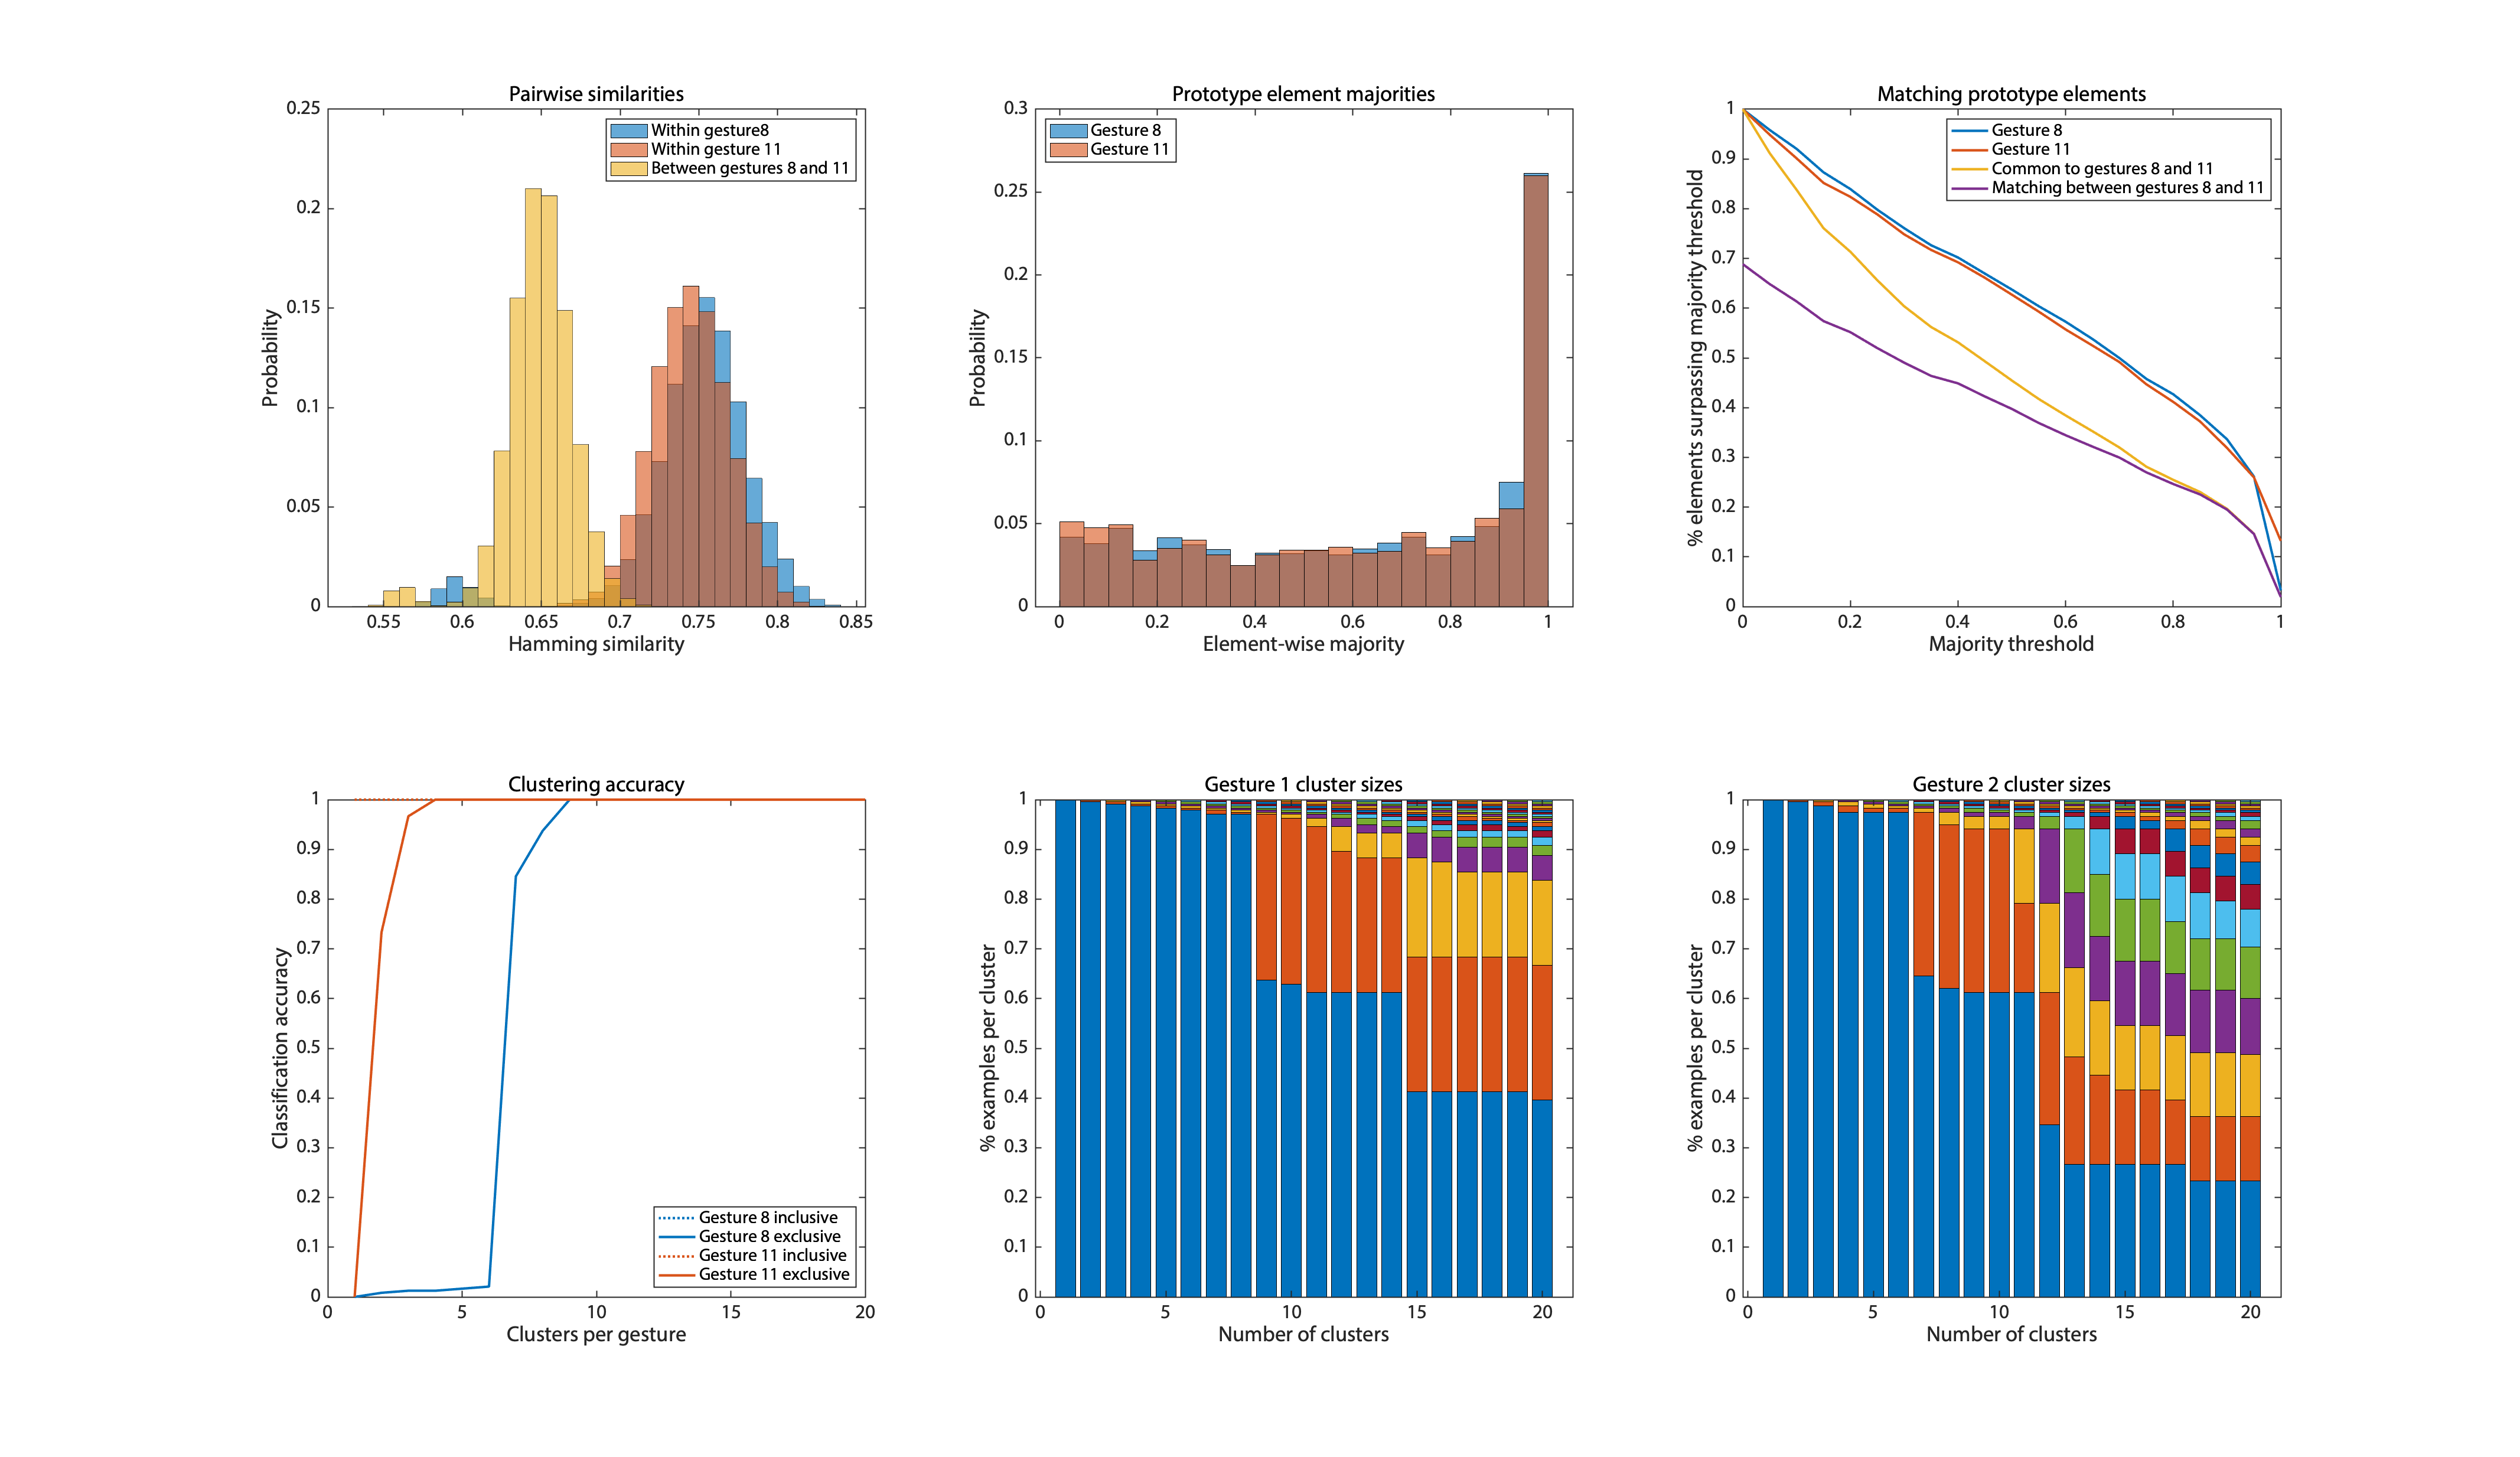 Pairwise similarities
0.25
0.2
0.15
0.1
0.05
0
Probability
Within gesture8
Within gesture 11
Between gestures 8 and 11
0.55 0.6 0.65 0.7 0.75 0.8 0.85
Hamming similarity
Prototype element majorities
0.3
0.25
0.2
0.15
0.1
0.05
0
Probability
Gesture 8
Gesture 11
0 0.2 0.4 0.6 0.8 1
Element-wise majority
Matching prototype elements
1
0.9
0.8
0.7
0.6
0.5
0.4
0.3
0.2
0.1
0
% elements surpassing majority threshold
Gesture 8
Gesture 11
Common to gestures 8 and 11
Matching between gestures 8 and 11
0 0.2 0.4 0.6 0.8 1
Majority threshold
Clustering accuracy
1
0.9
0.8
0.7
0.6
0.5
0.4
0.3
0.2
0.1
0
Classification accuracy
Gesture 8 inclusive
Gesture 8 exclusive
Gesture 11 inclusive
Gesture 11 exclusive
0 5 10 15 20
Clusters per gesture
Gesture 1 cluster sizes
1
0.9
0.8
0.7
0.6
0.5
0.4
0.3
0.2
0.1
0
% examples per cluster
0 5 10 15 20
Number of clusters
Gesture 2 cluster sizes
1
0.9
0.8
0.7
0.6
0.5
0.4
0.3
0.2
0.1
0
% examples per cluster
0 5 10 15 20
Number of clusters